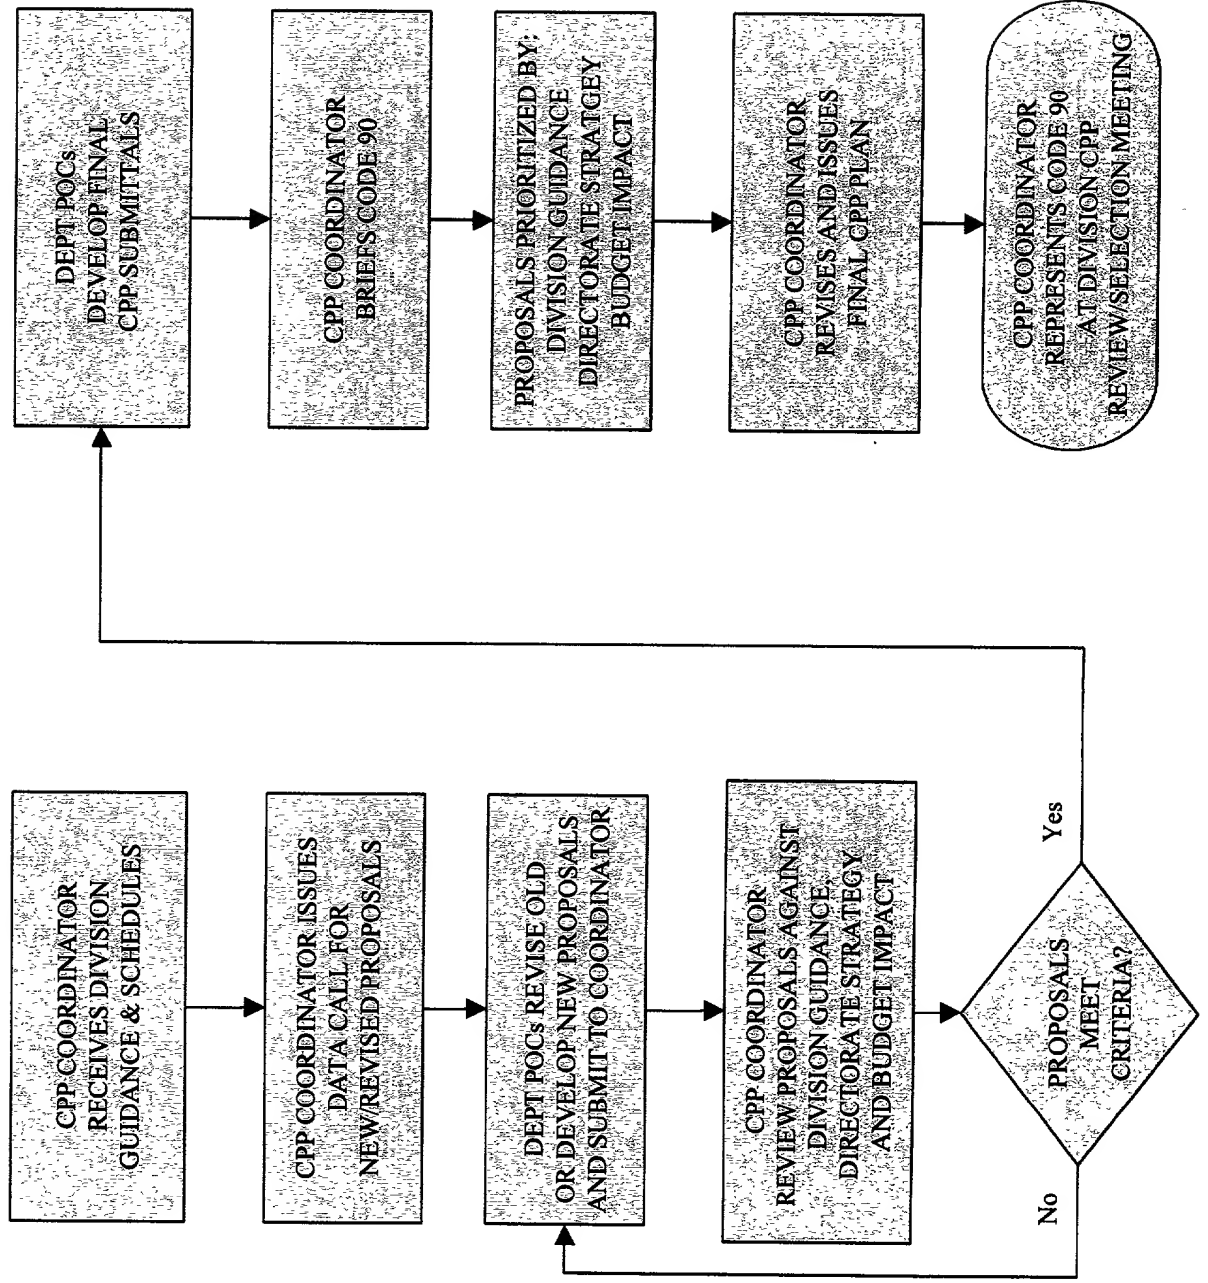 CPP COORDINATOR
RECEIVES DIVISION
GUIDANCE & SCHEDULES
CPP COORDINATOR ISSUES
DATA CALL FOR
NEW/REVISED PROPOSALS
DEPT POCs REVISE OLD
OR DEVELOP NEW PROPOSALS
AND SUBMIT TO COORDINATOR
CPP COORDINATOR
REVIEW PROPOSALS AGAINST
DIVISION GUIDANCE,
DIRECTORATE STRATEGY
AND BUDGET IMPACT
PROPOSALS
MEET
CRITERIA?
No
Yes
DEPT POCs
DEVELOP FINAL
CPP SUBMITTALS
CPP COORDINATOR
BRIEFS CODE 90
PROPOSALS PRIORITIZED BY:
DIVISION GUIDANCE
DIRECTORATE STRATGEY
BUDGET IMPACT
CPP COORDINATOR
REVISES AND ISSUES
FINAL CPP PLAN
CPP COORDINATOR
REPRESENTS CODE 90
AT DIVISION CPP
REVIEW/SELECTION MEETING